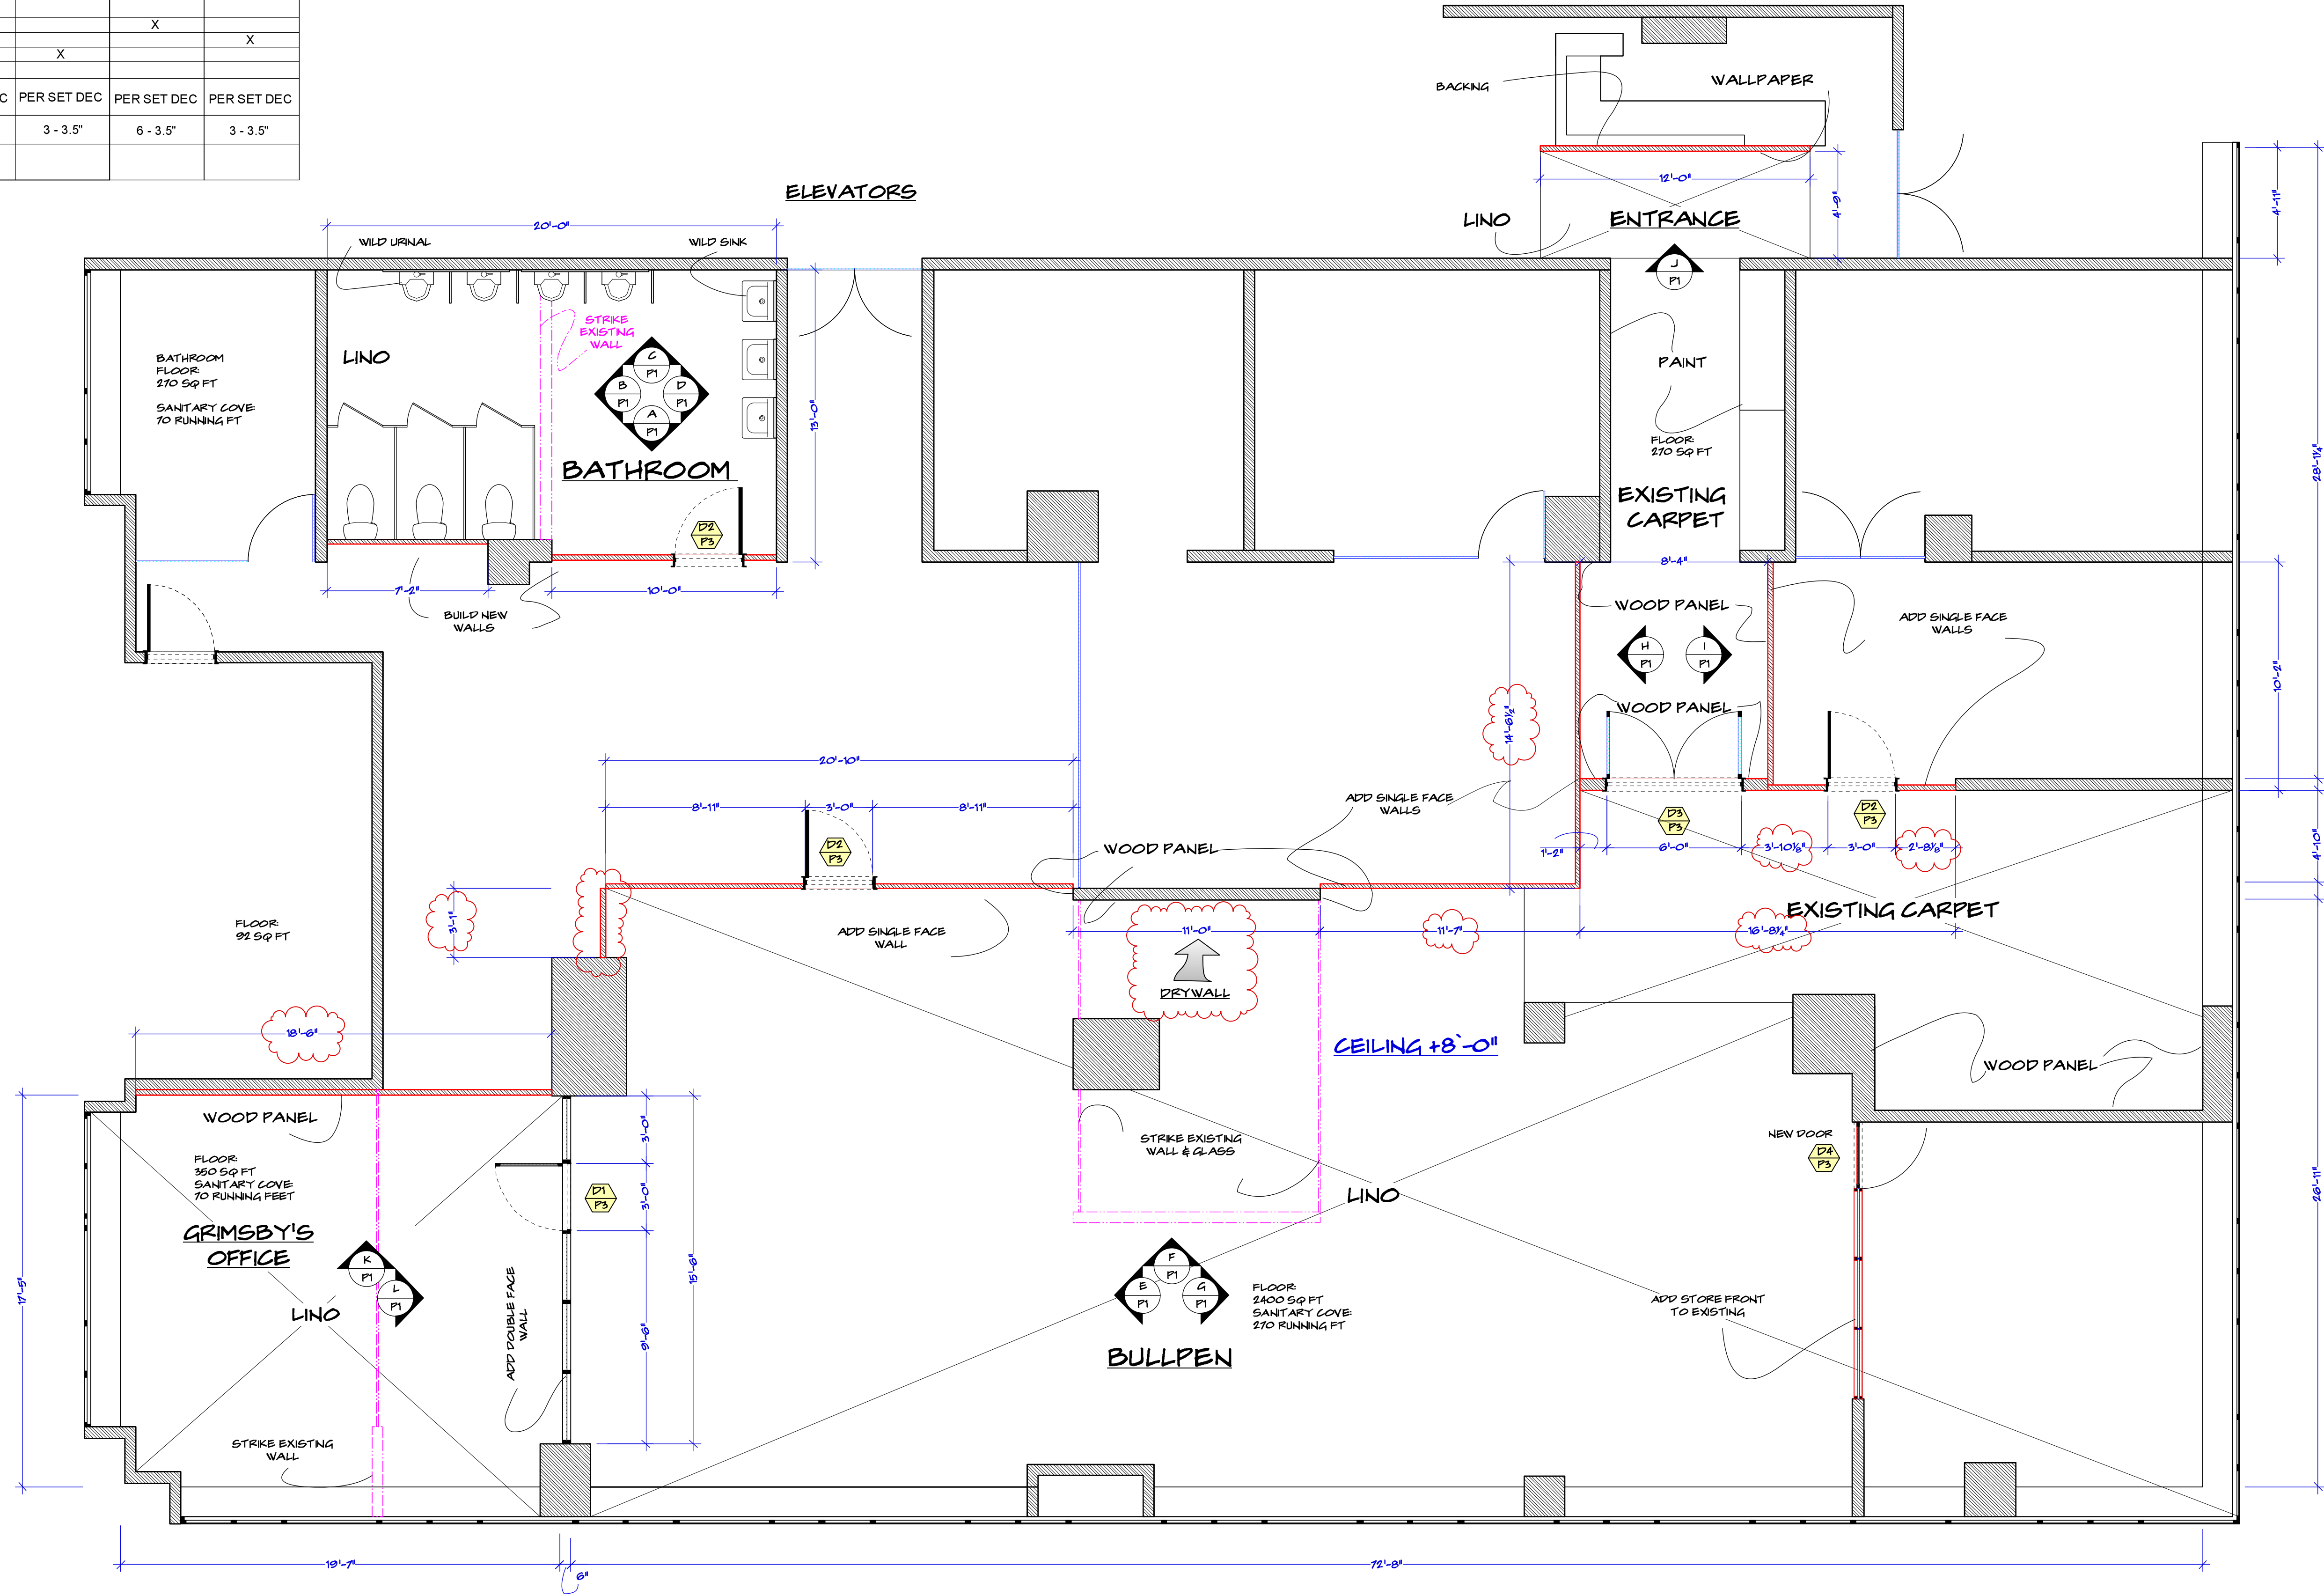 X
X
X
C
PER SET DEC
PER SET DEC
PER SET DEC
3 - 3.5"
6 - 3.5"
3 - 3.5"
BACKING
WALLPAPER
ELEVATORS
12'-0"
4'-9"
4'-11"
LINO
ENTRANCE
20'-0"
WILD URINAL
WILD SINK
J
P1
STRIKE
EXISTING
WALL
BATHROOM
FLOOR:
270 SQ FT
SANITARY COVE:
70 RUNNING FT
LINO
C
P1
B
P1
D
P1
A
P1
13'-0"
PAINT
FLOOR:
270 SQ FT
28'-1¼"
BATHROOM
EXISTING
CARPET
D2
P3
7'-2"
10'-0"
BUILD NEW
WALLS
8'-4"
WOOD PANEL
ADD SINGLE FACE
WALLS
H
P1
I
P1
10'-2"
WOOD PANEL
14'-6½"
20'-10"
8'-11"
3'-0"
8'-11"
ADD SINGLE FACE
WALLS
D2
P3
WOOD PANEL
D3
P3
D2
P3
1'-2"
6'-0"
3'-10⅛"
3'-0"
2'-8⅛"
4'-10"
3'-1"
FLOOR:
92 SQ FT
ADD SINGLE FACE
WALL
11'-0"
11'-7"
16'-8¼"
EXISTING CARPET
DRYWALL
18'-6"
CEILING +8`-0"
WOOD PANEL
WOOD PANEL
3'-0"
STRIKE EXISTING
WALL & GLASS
NEW DOOR
D4
P3
FLOOR:
350 SQ FT
SANITARY COVE:
70 RUNNING FEET
D1
P3
3'-0"
LINO
26'-11"
GRIMSBY'S
OFFICE
K
P1
L
P1
15'-6"
17'-5"
LINO
ADD DOUBLE FACE
WALL
9'-6"
F
P1
E
P1
G
P1
FLOOR:
2400 SQ FT
SANITARY COVE:
270 RUNNING FT
ADD STORE FRONT
TO EXISTING
BULLPEN
STRIKE EXISTING
WALL
19'-7"
6"
72'-8"